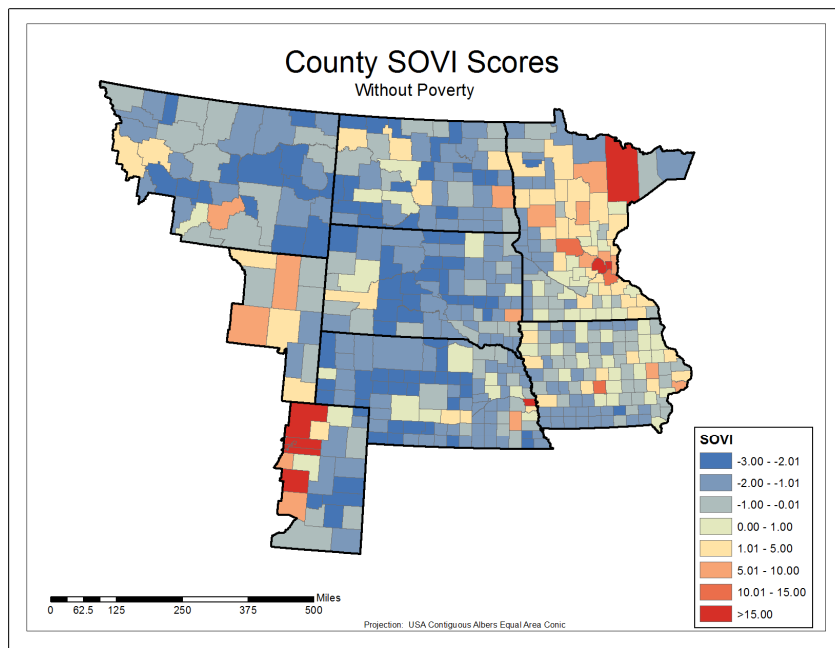 County SOVI Scores
Without Poverty
SOVI
-3.00 - -2.01
-2.00 - -1.01
-1.00 - -0.01
0.00 - 1.00
1.01 - 5.00
5.01 - 10.00
10.01 - 15.00
>15.00
Miles
0 62.5 125 250 375 500
Projection: USA Contiguous Albers Equal Area Conic